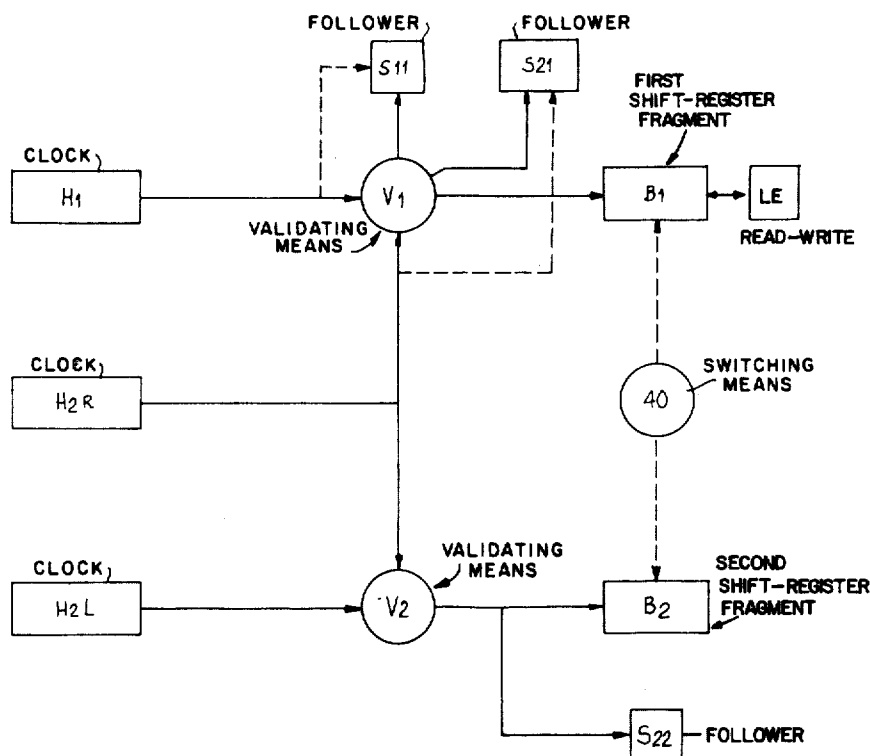 FOLLOWER
FOLLOWER
S11
S21
FIRST
SHIFT-REGISTER
FRAGMENT
CLOCK
H1
V1
B1
LE
VALIDATING
MEANS
READ-WRITE
CLOCK
H2R
SWITCHING
MEANS
40
CLOCK
H2L
VALIDATING
MEANS
V2
B2
SECOND
SHIFT-REGISTER
FRAGMENT
S22
FOLLOWER